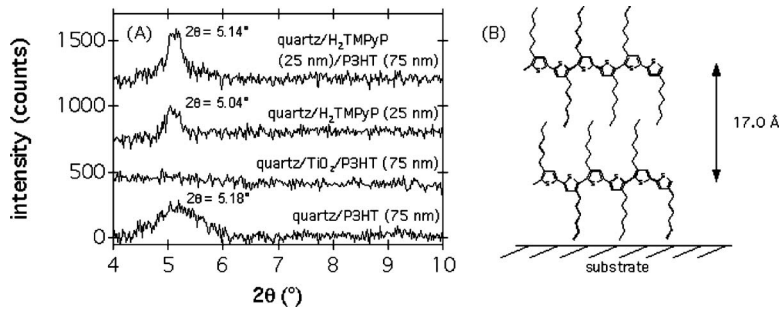 (A)
2θ = 5.14°
quartz/H₂TMPyP
(25 nm)/P3HT (75 nm)
2θ = 5.04°
quartz/H₂TMPyP (25 nm)
quartz/TiO₂/P3HT (75 nm)
2θ = 5.18°
quartz/P3HT (75 nm)
1500
1000
500
0
intensity (counts)
4 5 6 7 8 9 10
2θ (°)
(B)
17.0 Å
substrate